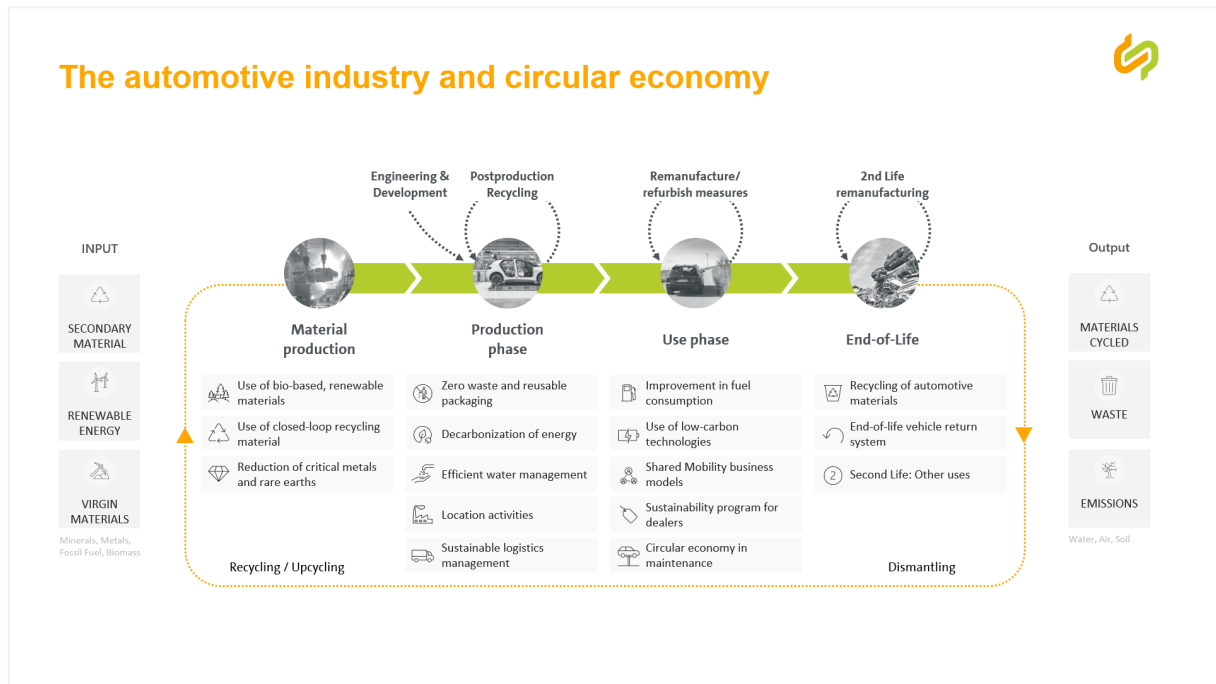 The automotive industry and circular economy
Engineering &
Development
Postproduction
Recycling
Remanufacture/
refurbish measures
2nd Life
remanufacturing
INPUT
SECONDARY
MATERIAL
RENEWABLE
ENERGY
VIRGIN
MATERIALS
Minerals, Metals,
Fossil Fuel, Biomass
Material
production
Use of bio-based, renewable
materials
Use of closed-loop recycling
material
Reduction of critical metals
and rare earths
Production
phase
Zero waste and reusable
packaging
Decarbonization of energy
Efficient water management
Location activities
Sustainable logistics
management
Use phase
Improvement in fuel
consumption
Use of low-carbon
technologies
Shared Mobility business
models
Sustainability program for
dealers
Circular economy in
maintenance
End-of-Life
Recycling of automotive
materials
End-of-life vehicle return
system
2
Second Life: Other uses
Recycling / Upcycling
Dismantling
Output
MATERIALS
CYCLED
WASTE
EMISSIONS
Water, Air, Soil